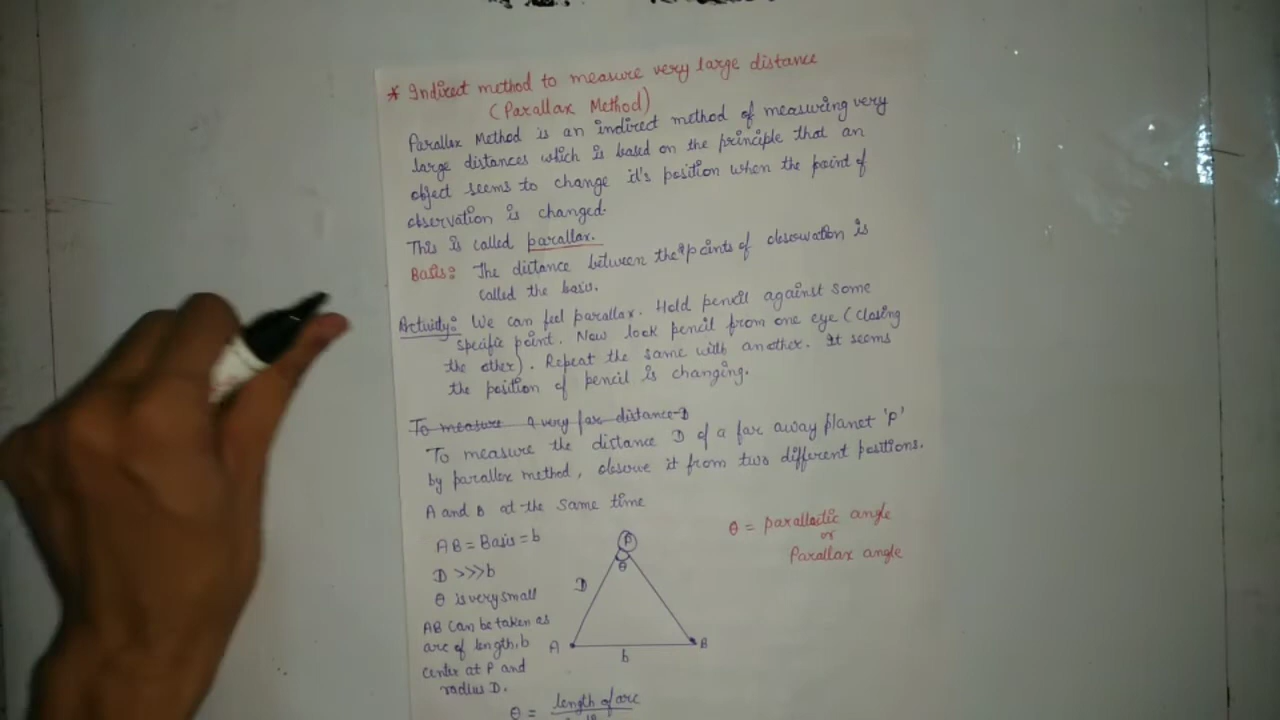 * Indirect method to measure very large distance
(Parallax Method)
Parallax Method is an indirect method of measuring very
large distances which is based on the principle that an
object seems to change it's position when the point of
observation is changed.
This is called parallax.
Basis: The distance between the points of observation is
called the basis.
Activity: We can feel parallax. Hold pencil against some
specific point. Now look pencil from one eye (closing
the other). Repeat the same with another. It seems
the position of pencil is changing.
To measure a very far distance D
To measure the distance D of a far away planet 'P'
by parallex method, observe it from two different positions.
A and B at the same time
AB = Basis = b
D >>> b
θ is very small
AB can be taken as
arc of length, b
center at P and
radius D.
P
θ
D
A
B
b
θ = parallactic angle
or
Parallax angle
θ = length of arc